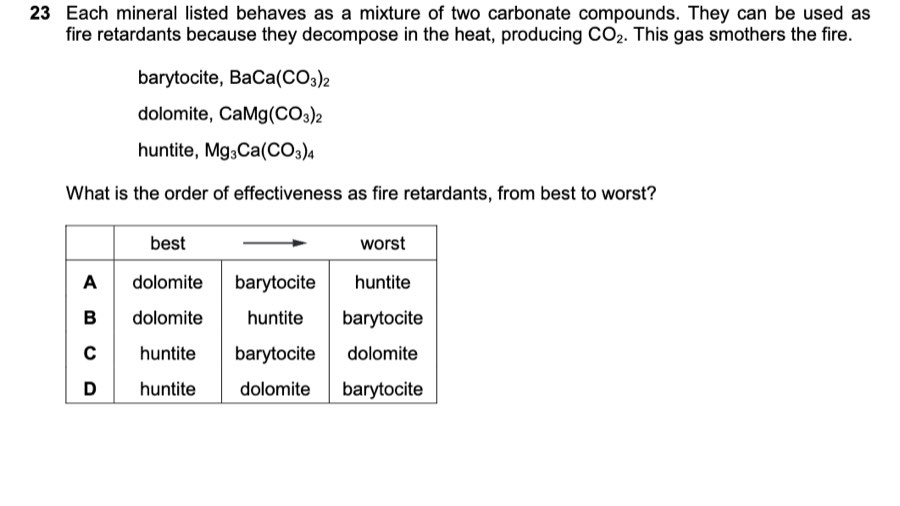 23 Each mineral listed behaves as a mixture of two carbonate compounds. They can be used as
fire retardants because they decompose in the heat, producing CO₂. This gas smothers the fire.
barytocite, BaCa(CO₃)₂
dolomite, CaMg(CO₃)₂
huntite, Mg₃Ca(CO₃)₄
What is the order of effectiveness as fire retardants, from best to worst?
best → worst
A dolomite barytocite huntite
B dolomite huntite barytocite
C huntite barytocite dolomite
D huntite dolomite barytocite